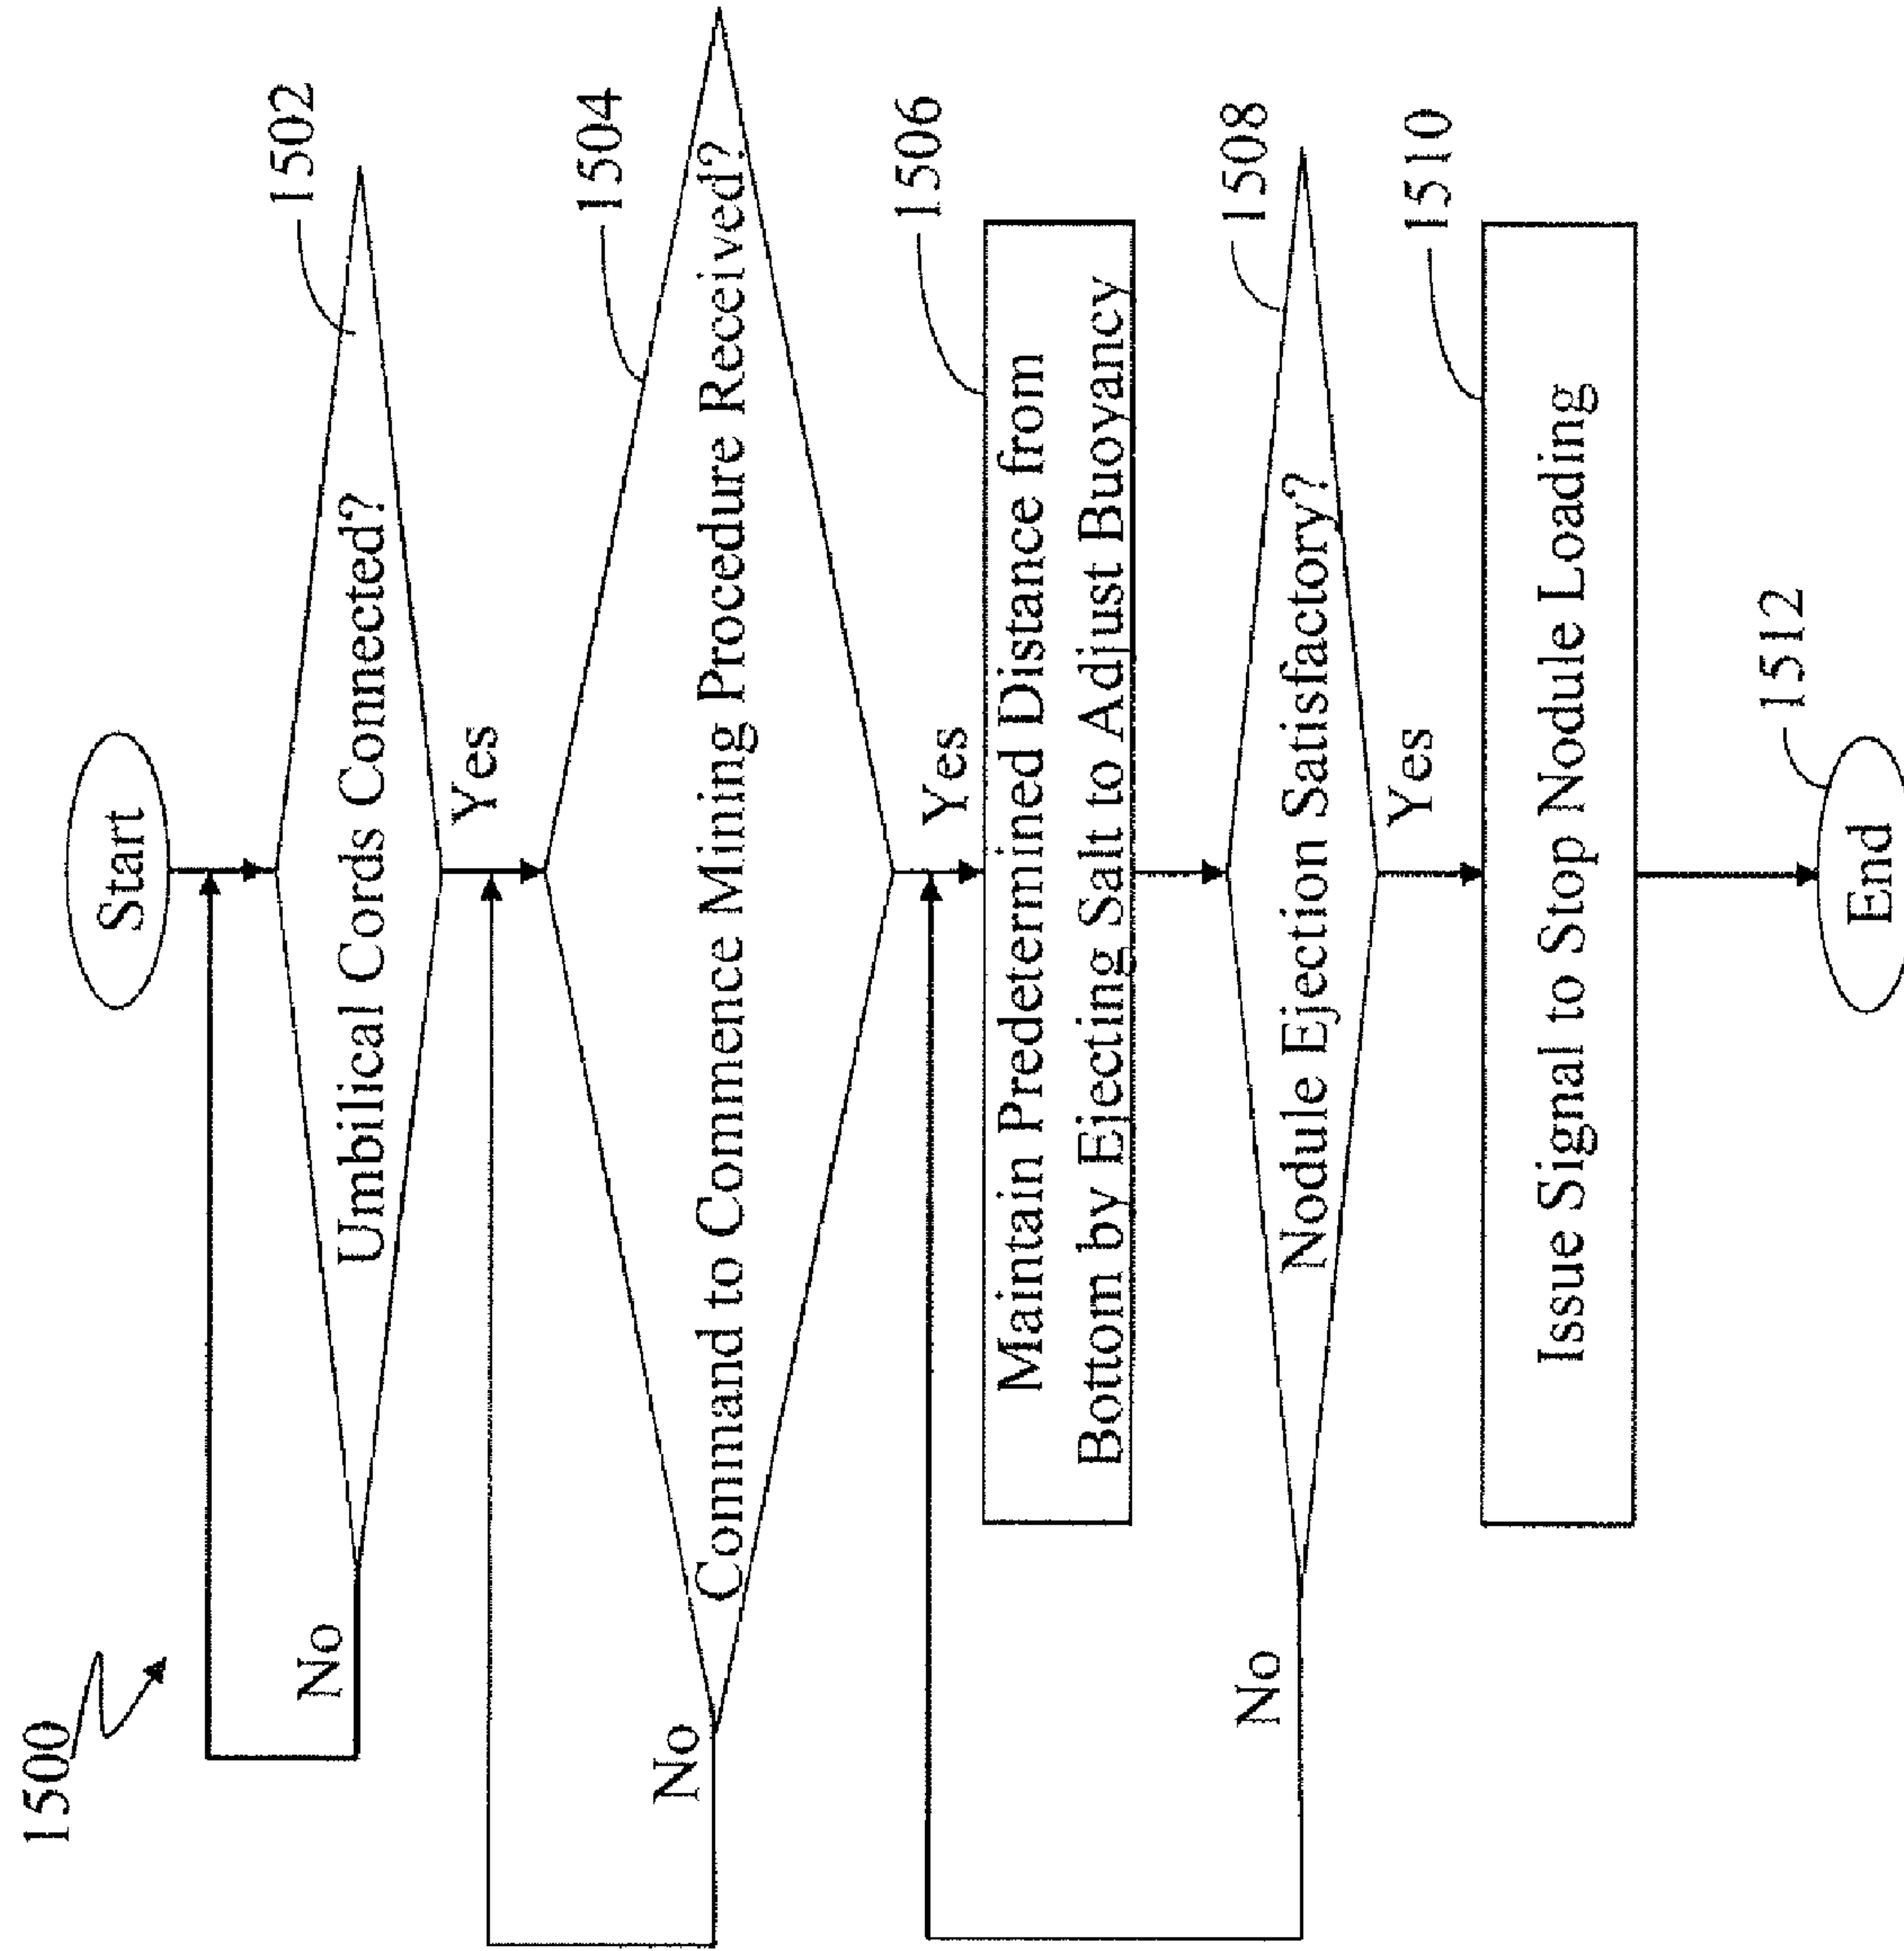 1500
Start
Umbilical Cords Connected?
1502
No
Yes
Command to Commence Mining Procedure Received?
1504
No
Yes
Maintain Predetermined Distance from
Bottom by Ejecting Salt to Adjust Buoyancy
1506
Nodule Ejection Satisfactory?
1508
No
Yes
Issue Signal to Stop Nodule Loading
1510
End
1512